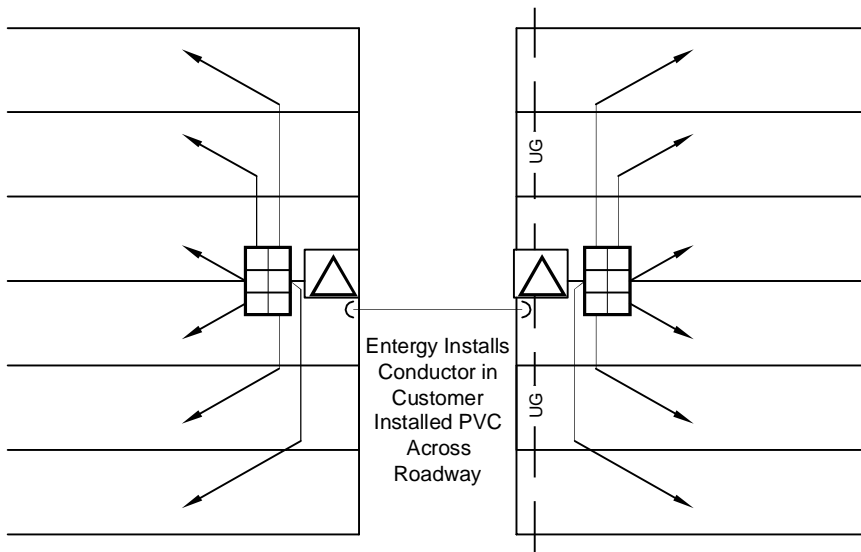 UG
Entergy Installs
Conductor in
Customer
Installed PVC
Across
Roadway
UG